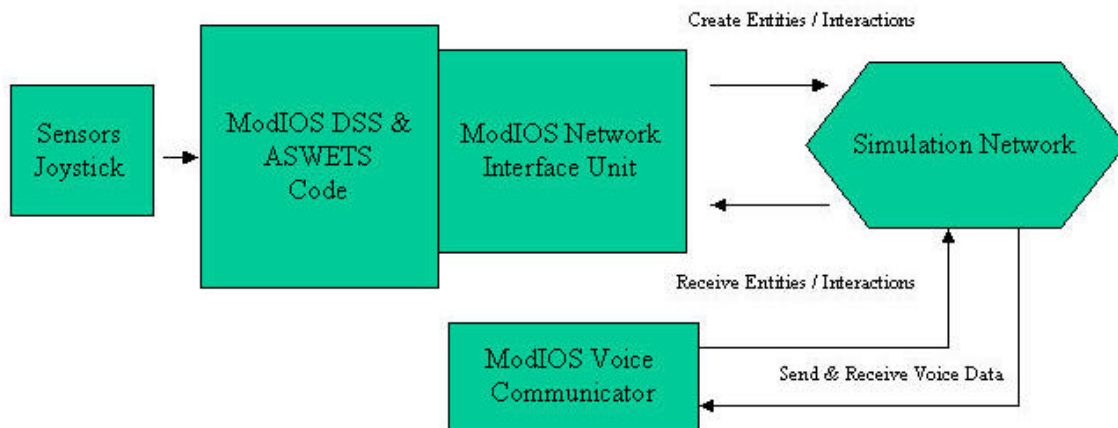 Create Entities / Interactions
Sensors
Joystick
ModIOS DSS &
ASWETS
Code
ModIOS Network
Interface Unit
Simulation Network
Receive Entities / Interactions
ModIOS Voice
Communicator
Send & Receive Voice Data